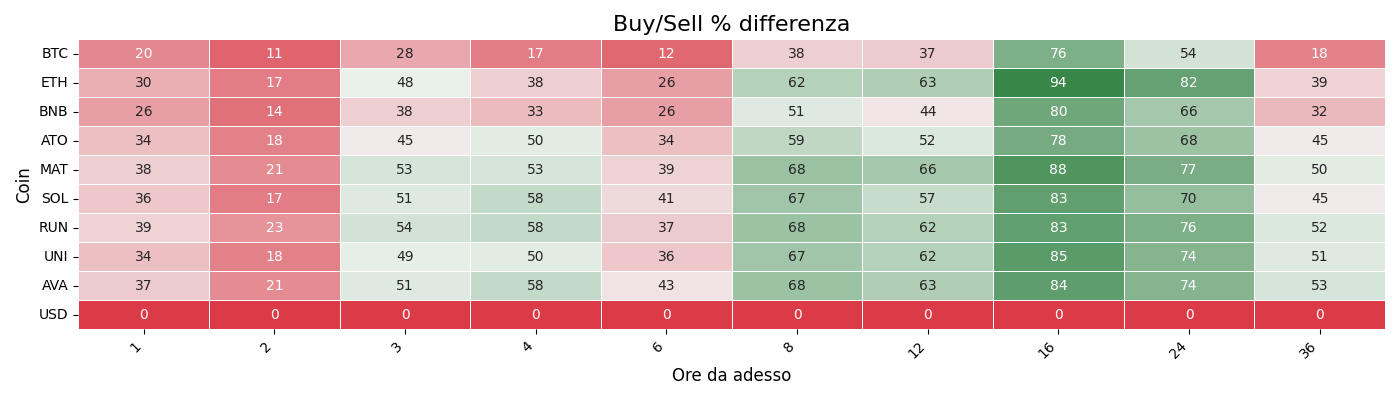 Buy/Sell % differenza
Coin
BTC 20 11 28 17 12 38 37 76 54 18
ETH 30 17 48 38 26 62 63 94 82 39
BNB 26 14 38 33 26 51 44 80 66 32
ATO 34 18 45 50 34 59 52 78 68 45
MAT 38 21 53 53 39 68 66 88 77 50
SOL 36 17 51 58 41 67 57 83 70 45
RUN 39 23 54 58 37 68 62 83 76 52
UNI 34 18 49 50 36 67 62 85 74 51
AVA 37 21 51 58 43 68 63 84 74 53
USD 0 0 0 0 0 0 0 0 0 0
1 2 3 4 6 8 12 16 24 36
Ore da adesso